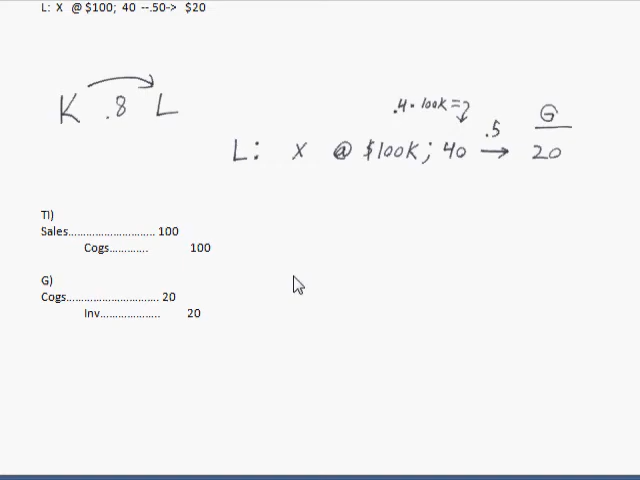 L: X @ $100; 40 --.50-> $20
K .8 L
.4 · 100K = ?
G
L: X @ $100K; 40 .5 → 20
TI)
Sales............................. 100
Cogs............. 100
G)
Cogs............................... 20
Inv.................... 20